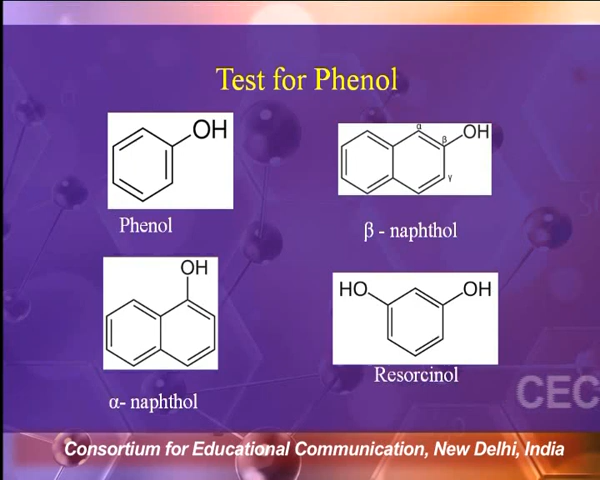 Test for Phenol
OH
Phenol
α
β
OH
γ
β - naphthol
OH
α- naphthol
HO
OH
Resorcinol
CEC
Consortium for Educational Communication, New Delhi, India